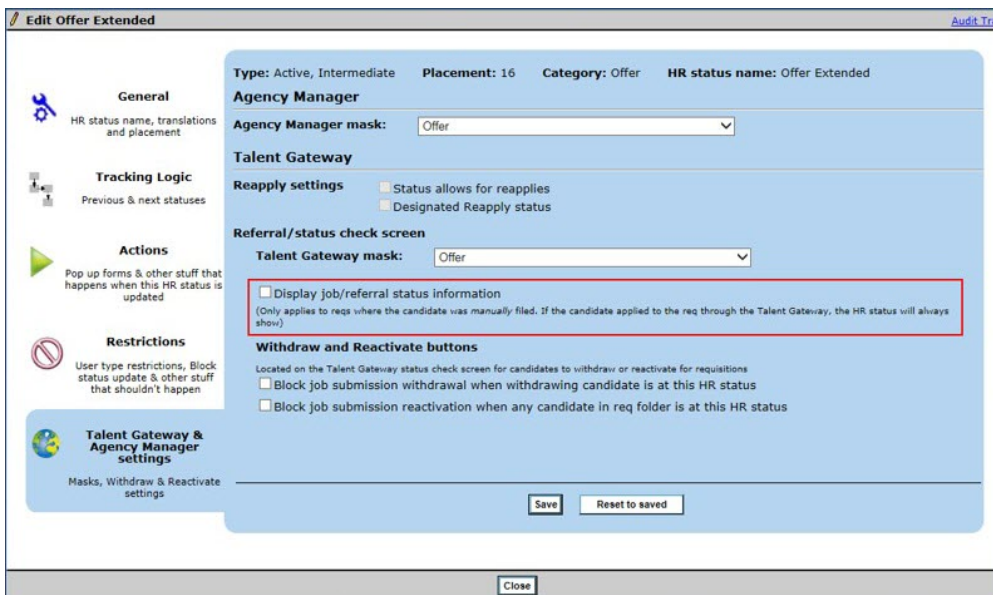 Edit Offer Extended
Audit Tr
General
HR status name, translations
and placement
Tracking Logic
Previous & next statuses
Actions
Pop up forms & other stuff that
happens when this HR status is
updated
Restrictions
User type restrictions, Block
status update & other stuff
that shouldn't happen
Talent Gateway &
Agency Manager
settings
Masks, Withdraw & Reactivate
settings
Type: Active, Intermediate Placement: 16 Category: Offer HR status name: Offer Extended
Agency Manager
Agency Manager mask: Offer
Talent Gateway
Reapply settings Status allows for reapplies
Designated Reapply status
Referral/status check screen
Talent Gateway mask: Offer
Display job/referral status information
(Only applies to reqs where the candidate was manually filed. If the candidate applied to the req through the Talent Gateway, the HR status will always
show)
Withdraw and Reactivate buttons
Located on the Talent Gateway status check screen for candidates to withdraw or reactivate for requisitions
Block job submission withdrawal when withdrawing candidate is at this HR status
Block job submission reactivation when any candidate in req folder is at this HR status
Save Reset to saved
Close